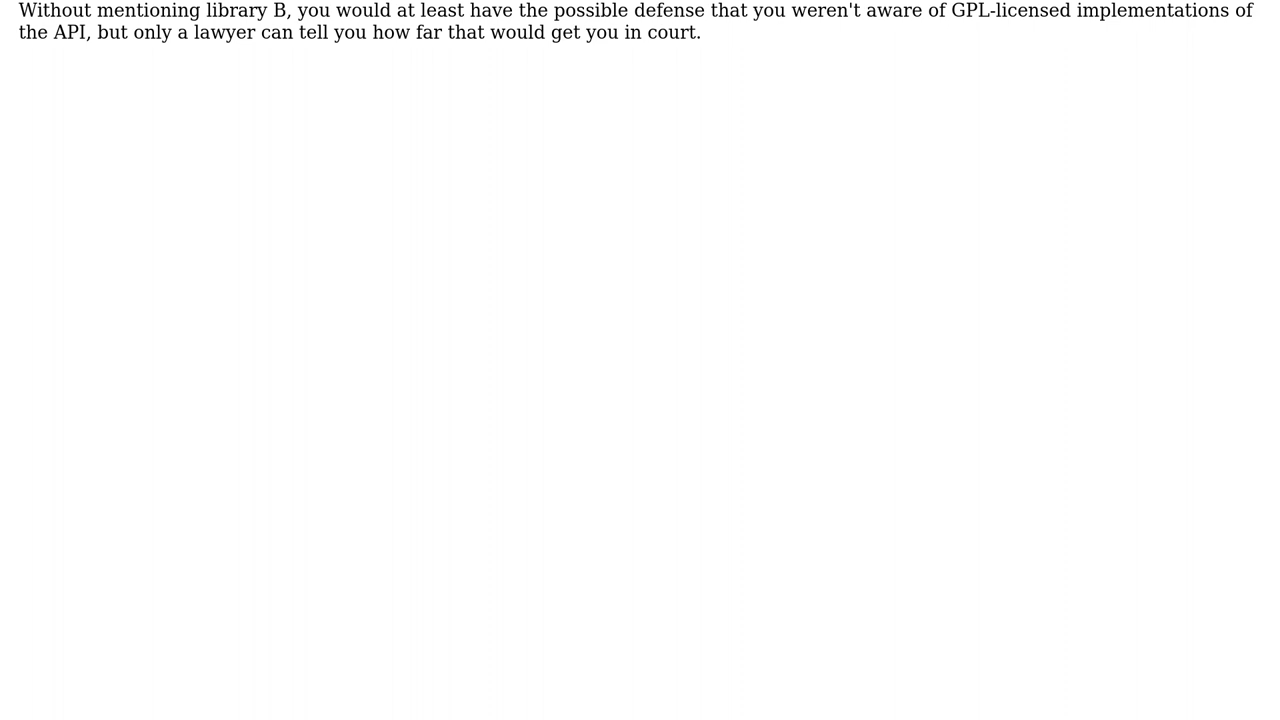 Without mentioning library B, you would at least have the possible defense that you weren't aware of GPL-licensed implementations of
the API, but only a lawyer can tell you how far that would get you in court.